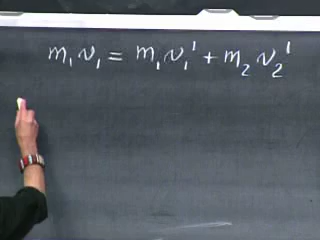 m₁v₁ = m₁v₁' + m₂v₂'